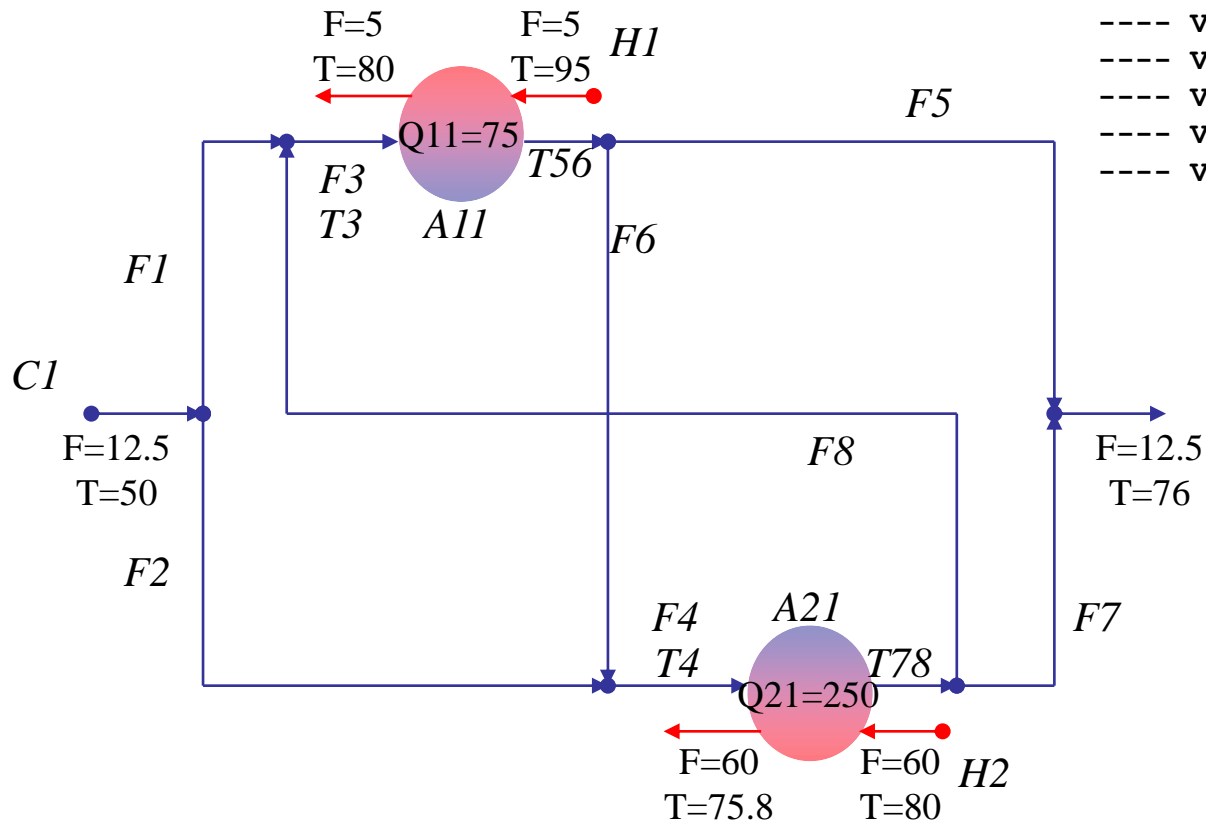 F=5
T=80
F=5
T=95
H1
---- v
---- v
---- v
---- v
---- v
F5
Q11=75
T56
F3
T3
A11
F6
F1
C1
F=12.5
T=50
F8
F=12.5
T=76
F2
A21
F4
T4
T78
F7
Q21=250
F=60
T=75.8
F=60
T=80
H2